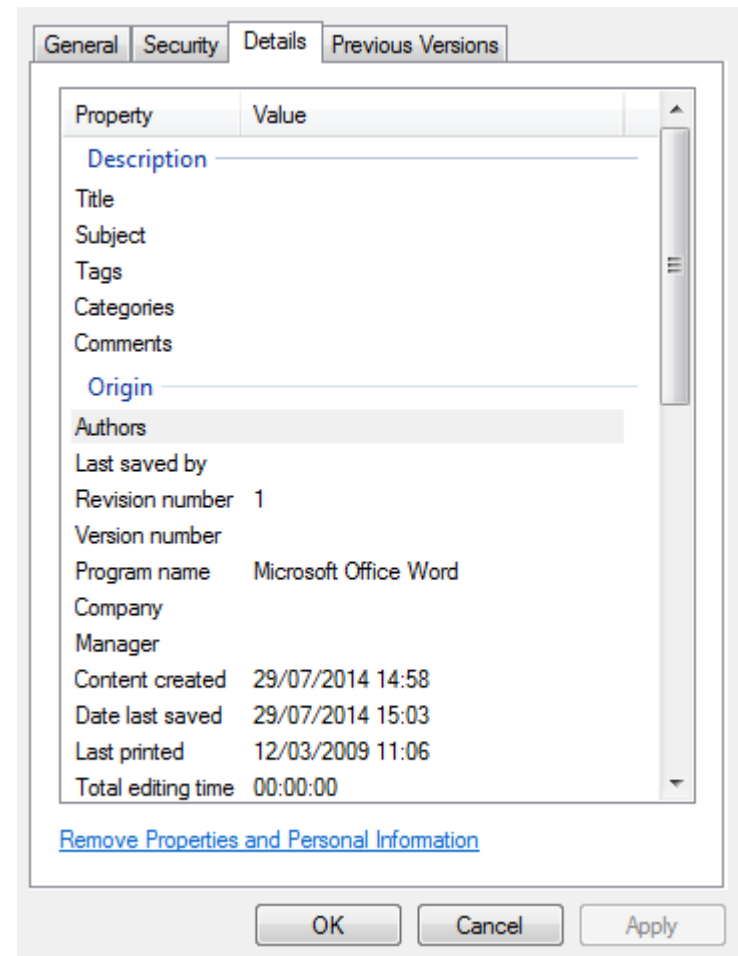 General Security Details Previous Versions
Property Value
Description
Title
Subject
Tags
Categories
Comments
Origin
Authors
Last saved by
Revision number 1
Version number
Program name Microsoft Office Word
Company
Manager
Content created 29/07/2014 14:58
Date last saved 29/07/2014 15:03
Last printed 12/03/2009 11:06
Total editing time 00:00:00
Remove Properties and Personal Information
OK Cancel Apply